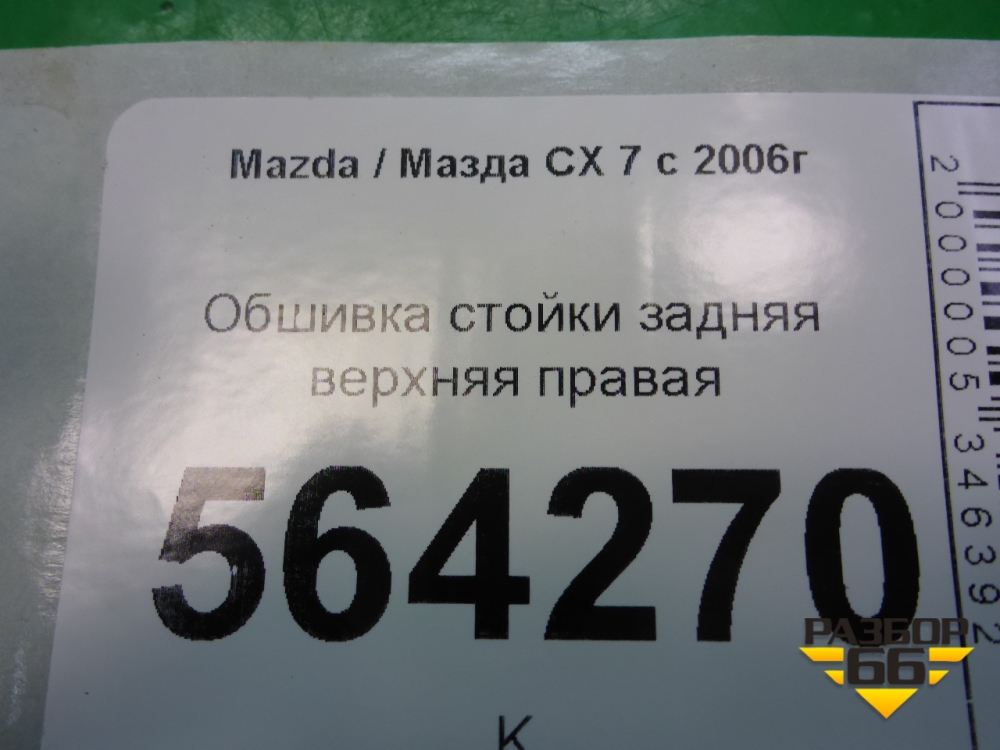 Mazda / Мазда CX 7 с 2006г
Обшивка стойки задняя
верхняя правая
564270
К
2000005346392
РАЗБОР
66